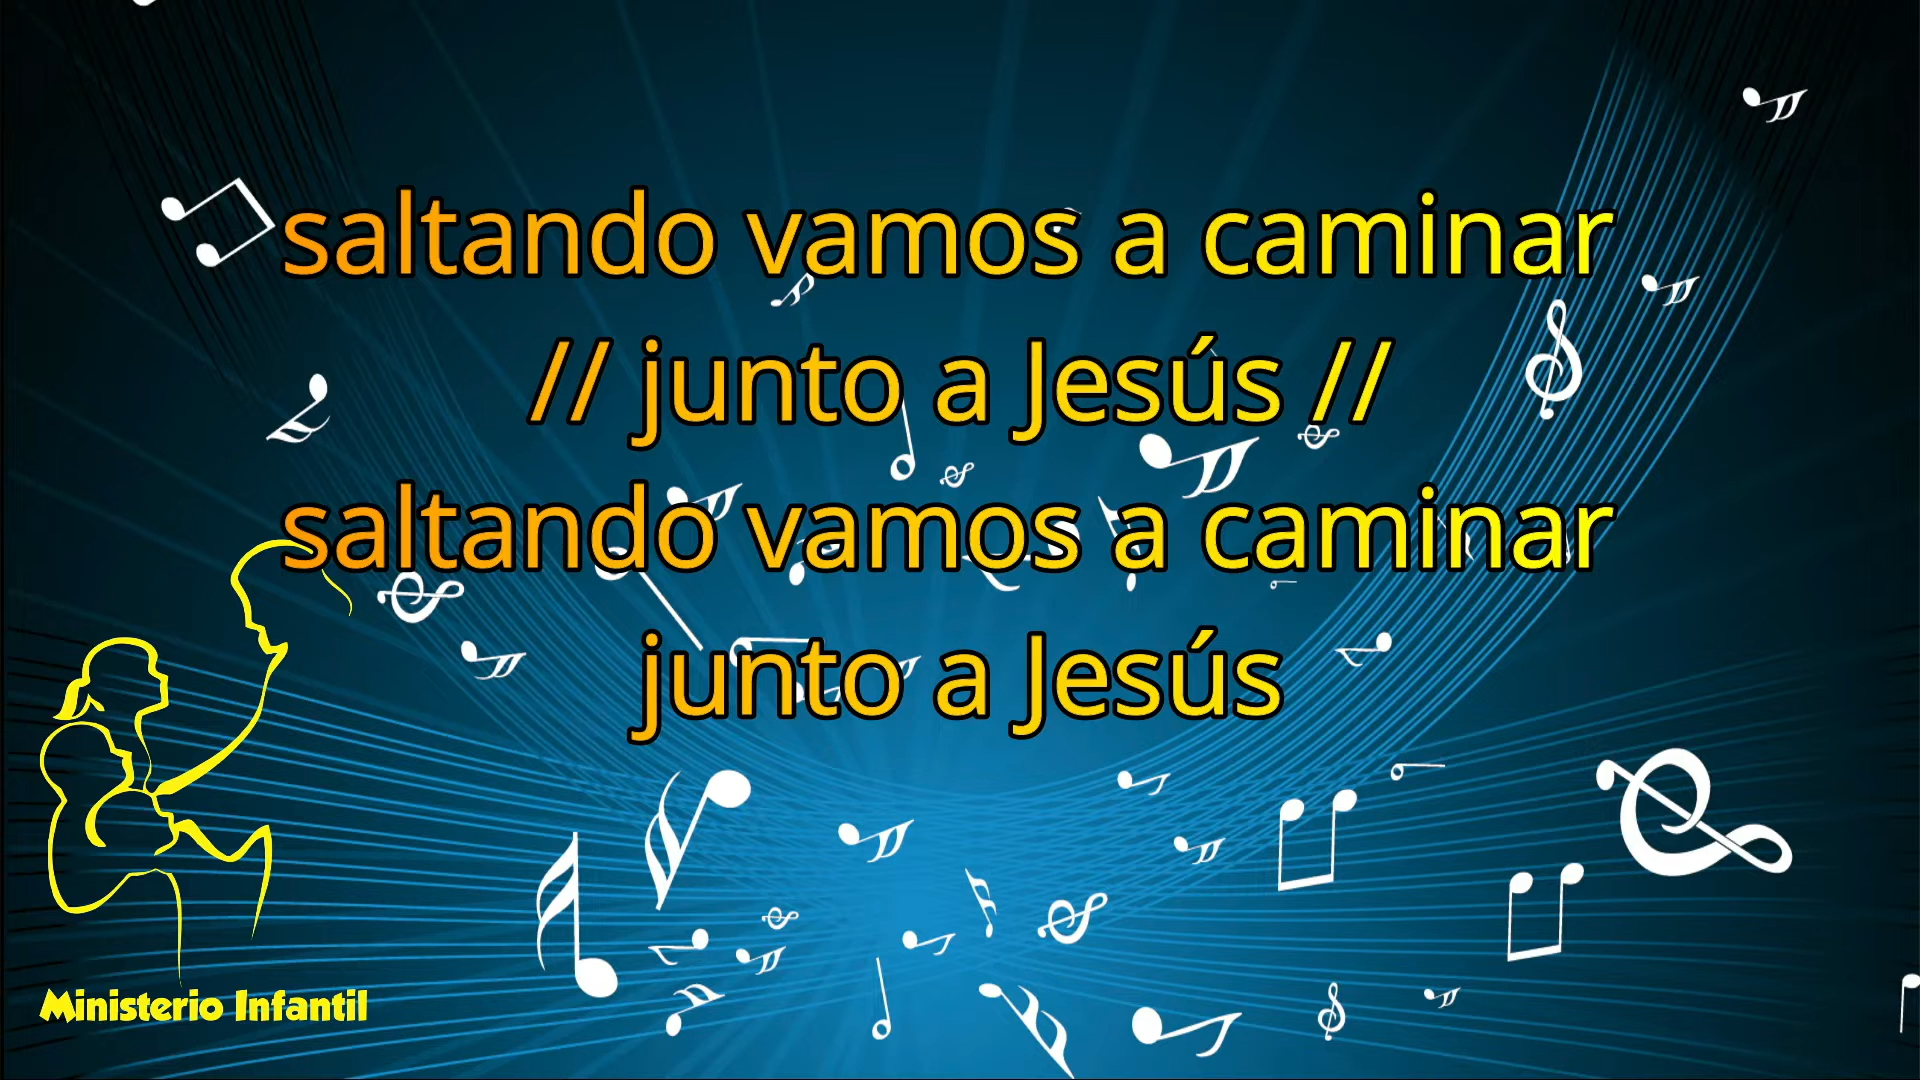 saltando vamos a caminar
// junto a Jesús //
saltando vamos a caminar
junto a Jesús
Ministerio Infantil